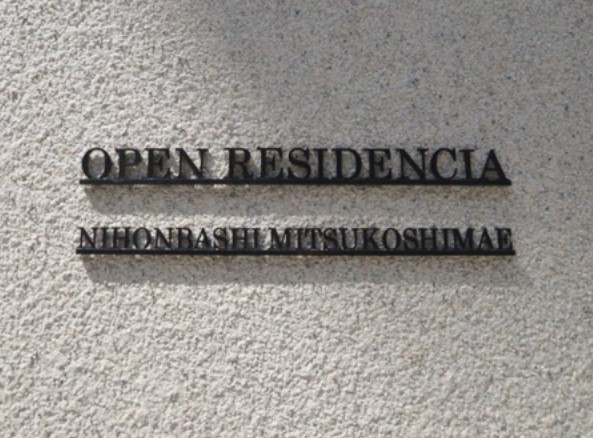 OPEN RESIDENCIA
NIHONBASHI MITSUKOSHIMAE